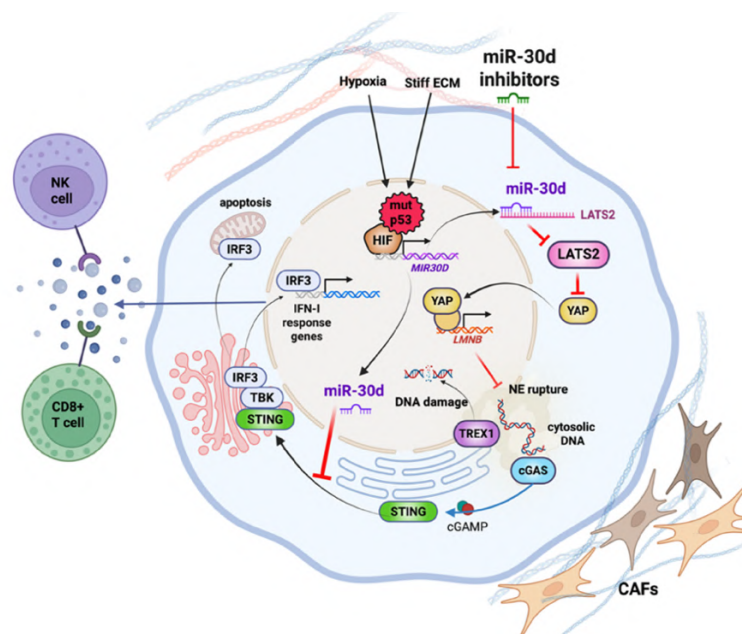 Hypoxia
Stiff ECM
miR-30d
inhibitors
NK
cell
apoptosis
IRF3
mut
p53
HIF
MIR30D
miR-30d
LATS2
LATS2
YAP
IRF3
IFN-I
response
genes
YAP
LMNB
CD8+
T cell
IRF3
TBK
STING
miR-30d
DNA damage
NE rupture
TREX1
cytosolic
DNA
cGAS
STING
cGAMP
CAFs